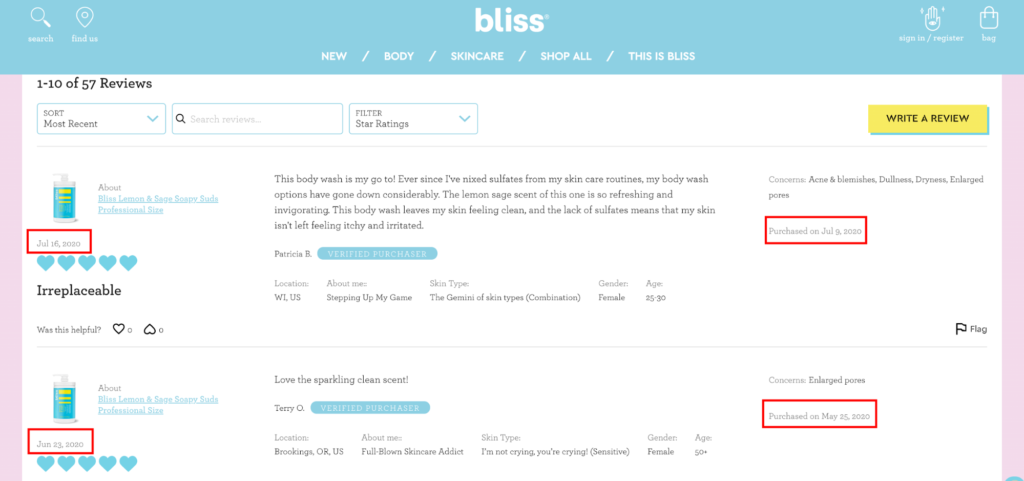 bliss
search
find us
sign in / register
bag
NEW / BODY / SKINCARE / SHOP ALL / THIS IS BLISS
1-10 of 57 Reviews
SORT
Most Recent
Search reviews...
FILTER
Star Ratings
WRITE A REVIEW
About
Bliss Lemon & Sage Soapy Suds
Professional Size
Jul 16, 2020
Irreplaceable
This body wash is my go to! Ever since I've nixed sulfates from my skin care routines, my body wash
options have gone down considerably. The lemon sage scent of this one is so refreshing and
invigorating. This body wash leaves my skin feeling clean, and the lack of sulfates means that my skin
isn't left feeling itchy and irritated.
Patricia B. VERIFIED PURCHASER
Location: About me:: Skin Type: Gender: Age:
WI, US Stepping Up My Game The Gemini of skin types (Combination) Female 25-30
Concerns: Acne & blemishes, Dullness, Dryness, Enlarged
pores
Purchased on Jul 9, 2020
Was this helpful? 0 0
Flag
About
Bliss Lemon & Sage Soapy Suds
Professional Size
Jun 23, 2020
Love the sparkling clean scent!
Terry O. VERIFIED PURCHASER
Location: About me:: Skin Type: Gender: Age:
Brookings, OR, US Full-Blown Skincare Addict I'm not crying, you're crying! (Sensitive) Female 50+
Concerns: Enlarged pores
Purchased on May 25, 2020